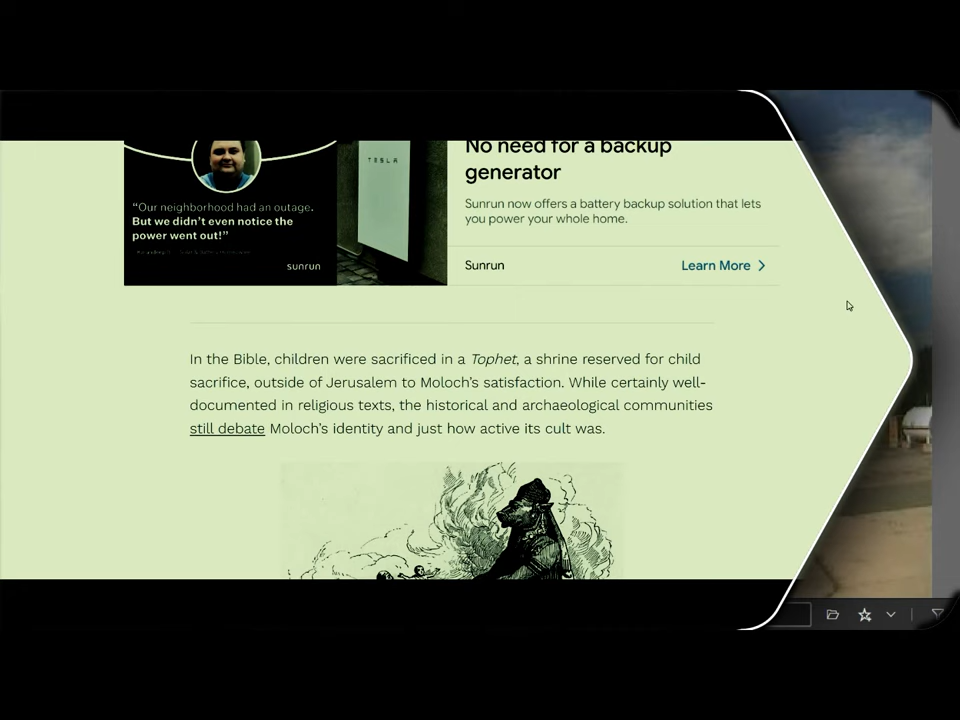 TESLA
No need for a backup
generator
"Our neighborhood had an outage.
But we didn't even notice the
power went out!"
sunrun
Sunrun now offers a battery backup solution that lets
you power your whole home.
Sunrun
Learn More
In the Bible, children were sacrificed in a Tophet, a shrine reserved for child
sacrifice, outside of Jerusalem to Moloch's satisfaction. While certainly well-
documented in religious texts, the historical and archaeological communities
still debate Moloch's identity and just how active its cult was.